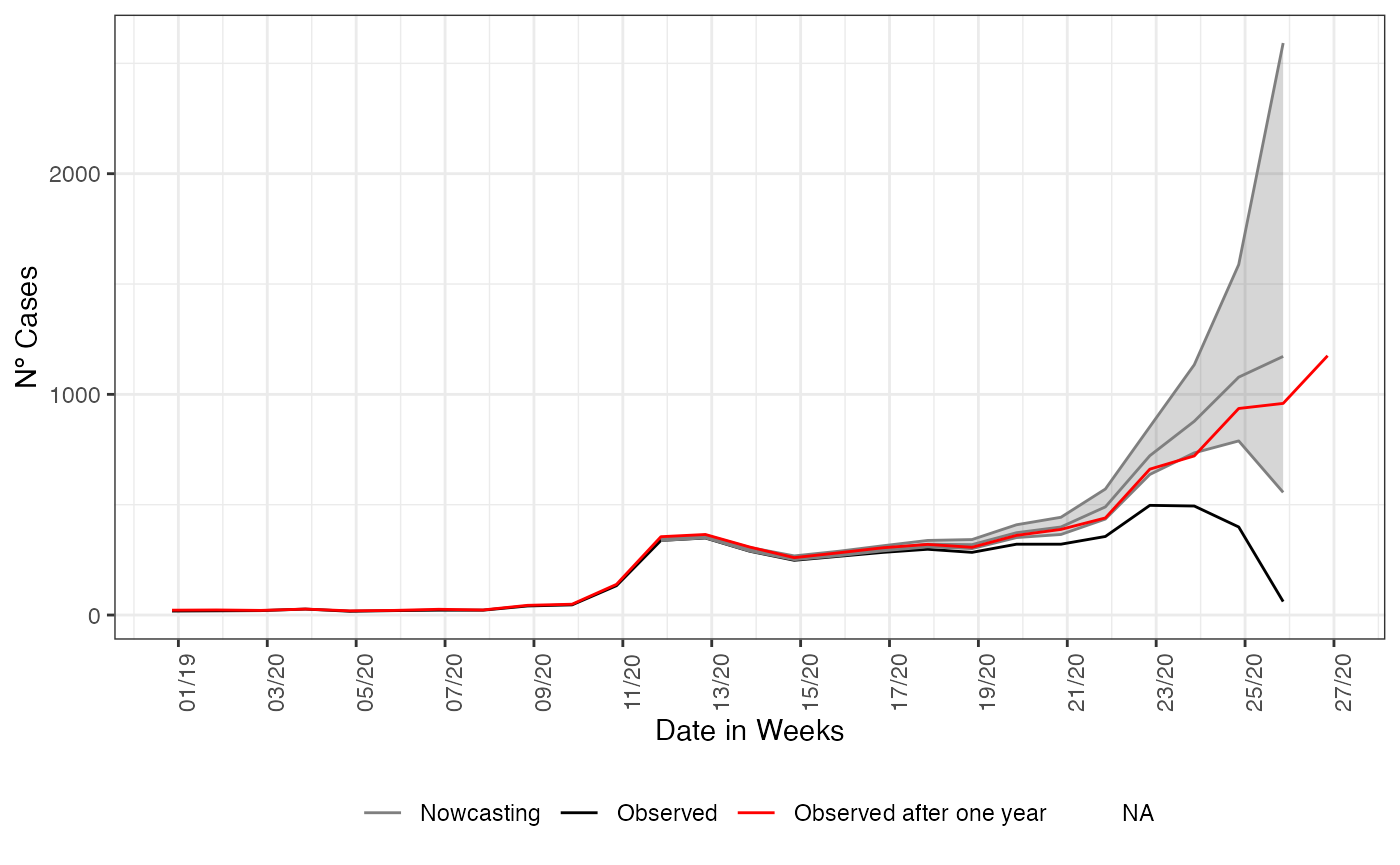 N° Cases
2000
1000
0
01/19 03/20 05/20 07/20 09/20 11/20 13/20 15/20 17/20 19/20 21/20 23/20 25/20 27/20
Date in Weeks
Nowcasting Observed Observed after one year NA